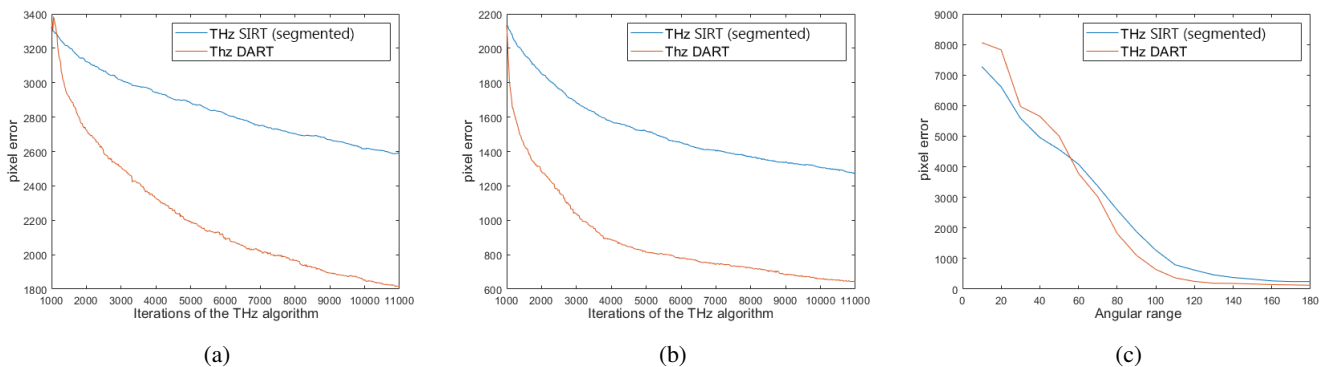 3400
3200
3000
2800
2600
2400
2200
2000
1800
pixel error
THz SIRT (segmented)
Thz DART
1000 2000 3000 4000 5000 6000 7000 8000 9000 10000 11000
Iterations of the THz algorithm
(a)
2200
2000
1800
1600
1400
1200
1000
800
600
pixel error
THz SIRT (segmented)
THz DART
1000 2000 3000 4000 5000 6000 7000 8000 9000 10000 11000
Iterations of the THz algorithm
(b)
9000
8000
7000
6000
5000
4000
3000
2000
1000
0
pixel error
THz SIRT (segmented)
THz DART
0 20 40 60 80 100 120 140 160 180
Angular range
(c)